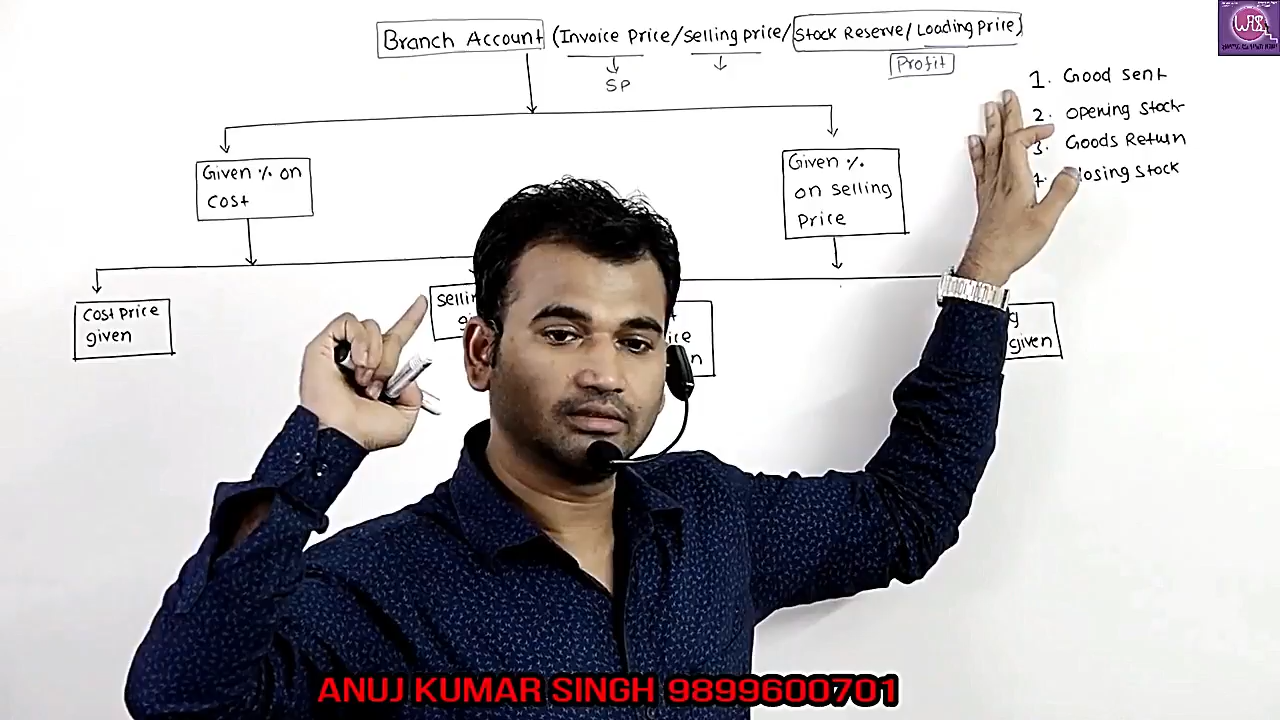 Branch Account (Invoice Price/selling price/Stock Reserve/Loading Price)
SP
Profit
1. Good sent
2. opening stock
3. Goods Return
stock
Given % on
cost
Given %
on selling
Price
cost price
given
given
ANUJ KUMAR SINGH 9899600701